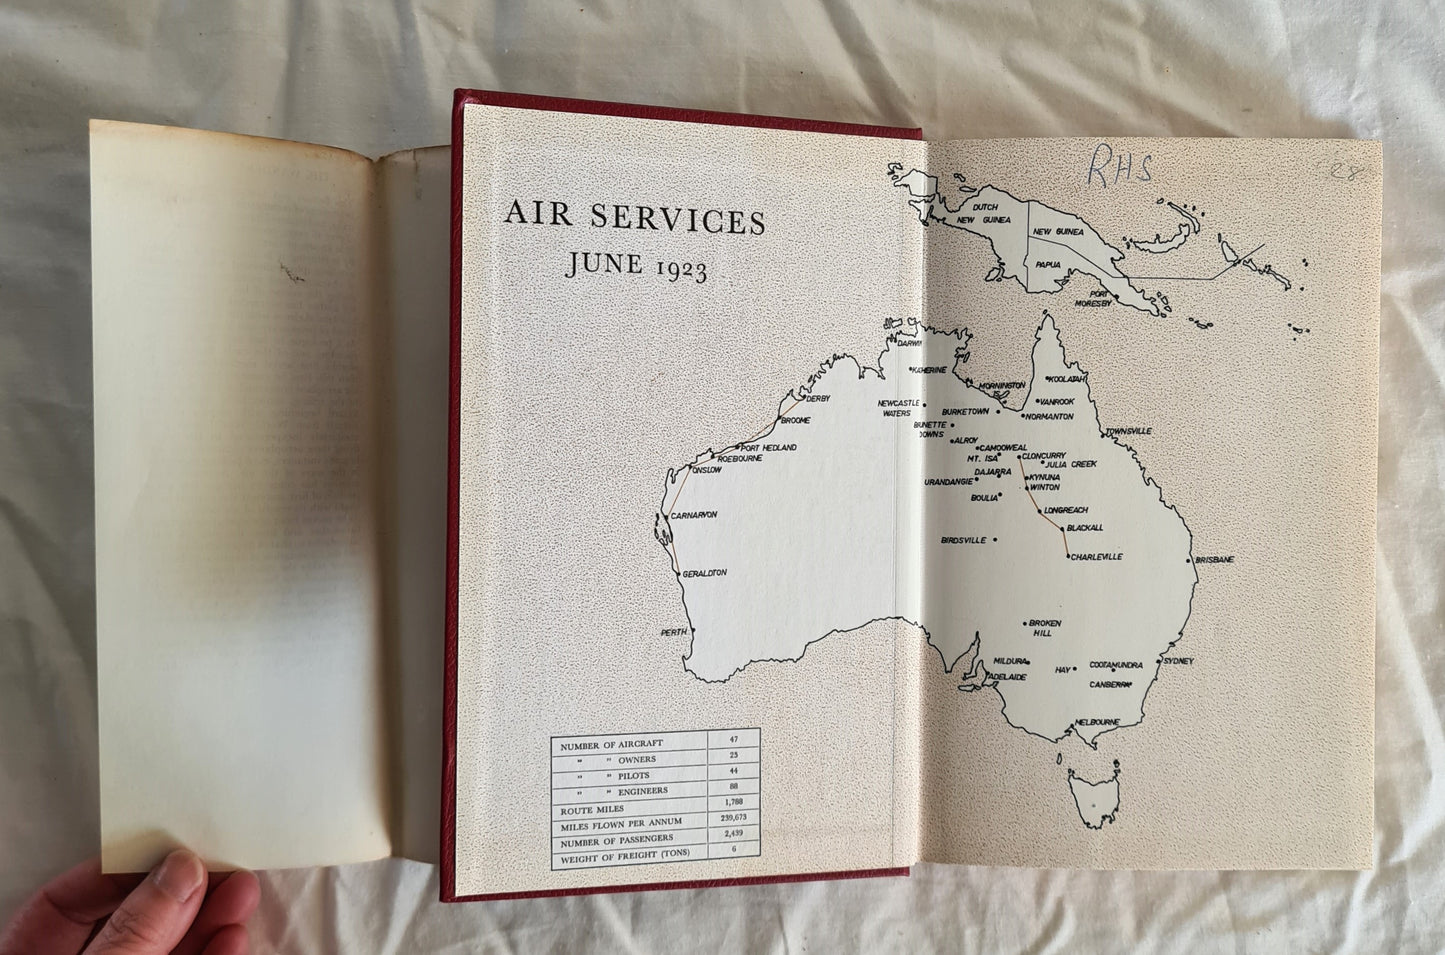 AIR SERVICES
JUNE 1923
RHS
28
DUTCH
NEW GUINEA
NEW GUINEA
PAPUA
PORT
MORESBY
DARWIN
KATHERINE
MORNINGTON
IS.
KOOLATAH
DERBY
NEWCASTLE
WATERS
BURKETOWN
VANROOK
NORMANTON
BROOME
BUNETTE
DOWNS
TOWNSVILLE
ALROY
PORT HEDLAND
CAMOOWEAL
ROEBOURNE
MT. ISA
CLONCURRY
JULIA CREEK
ONSLOW
DAJARRA
URANDANGIE
KYNUNA
WINTON
BOULIA
CARNARVON
LONGREACH
BLACKALL
BIRDSVILLE
CHARLEVILLE
BRISBANE
GERALDTON
PERTH
BROKEN
HILL
MILDURA
HAY
COOTAMUNDRA
SYDNEY
ADELAIDE
CANBERRA
MELBOURNE
NUMBER OF AIRCRAFT 47
" " OWNERS 25
" " PILOTS 44
" " ENGINEERS 88
ROUTE MILES 1,788
MILES FLOWN PER ANNUM 239,673
NUMBER OF PASSENGERS 2,439
WEIGHT OF FREIGHT (TONS) 6